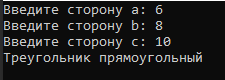 Введите сторону a: 6
Введите сторону b: 8
Введите сторону c: 10
Треугольник прямоугольный